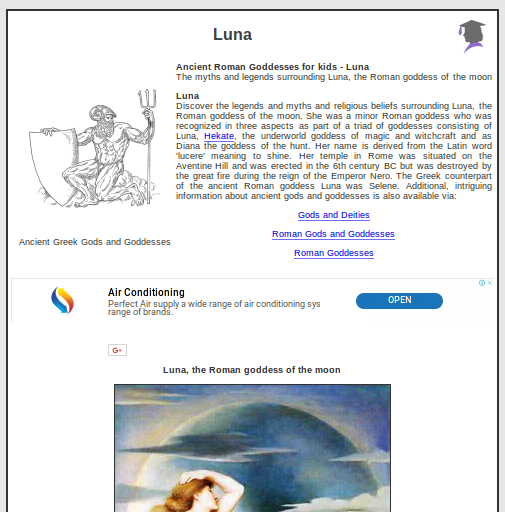 Luna
Ancient Roman Goddesses for kids - Luna
The myths and legends surrounding Luna, the Roman goddess of the moon
Luna
Discover the legends and myths and religious beliefs surrounding Luna, the
Roman goddess of the moon. She was a minor Roman goddess who was
recognized in three aspects as part of a triad of goddesses consisting of
Luna, Hekate, the underworld goddess of magic and witchcraft and as
Diana the goddess of the hunt. Her name is derived from the Latin word
'lucere' meaning to shine. Her temple in Rome was situated on the
Aventine Hill and was erected in the 6th century BC but was destroyed by
the great fire during the reign of the Emperor Nero. The Greek counterpart
of the ancient Roman goddess Luna was Selene. Additional, intriguing
information about ancient gods and goddesses is also available via:
Gods and Deities
Roman Gods and Goddesses
Roman Goddesses
Ancient Greek Gods and Goddesses
Air Conditioning
Perfect Air supply a wide range of air conditioning sys
range of brands.
OPEN
G+
Luna, the Roman goddess of the moon